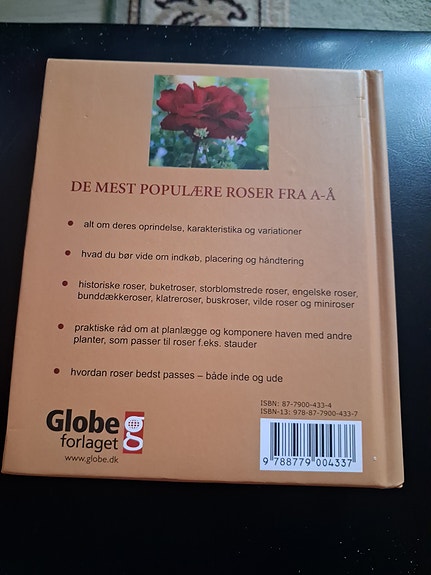 DE MEST POPULÆRE ROSER FRA A-Å
• alt om deres oprindelse, karakteristika og variationer
• hvad du bør vide om indkøb, placering og håndtering
• historiske roser, buketroser, storblomstrede roser, engelske roser,
bunddækkeroser, klatreroser, buskroser, vilde roser og miniroser
• praktiske råd om at planlægge og komponere haven med andre
planter, som passer til roser f.eks. stauder
• hvordan roser bedst passes – både inde og ude
ISBN: 87-7900-433-4
ISBN-13: 978-87-7900-433-7
9 788779 004337
Globe
forlaget g
www.globe.dk